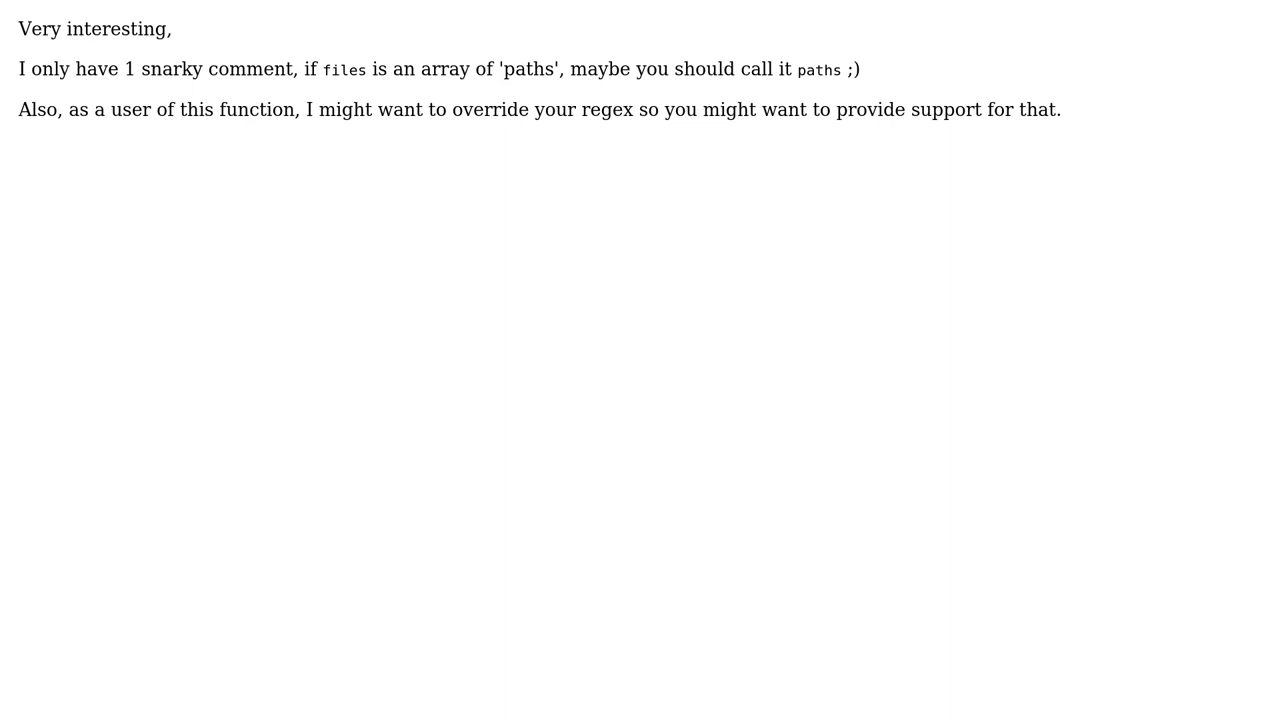 Very interesting,
I only have 1 snarky comment, if files is an array of 'paths', maybe you should call it paths ;)
Also, as a user of this function, I might want to override your regex so you might want to provide support for that.